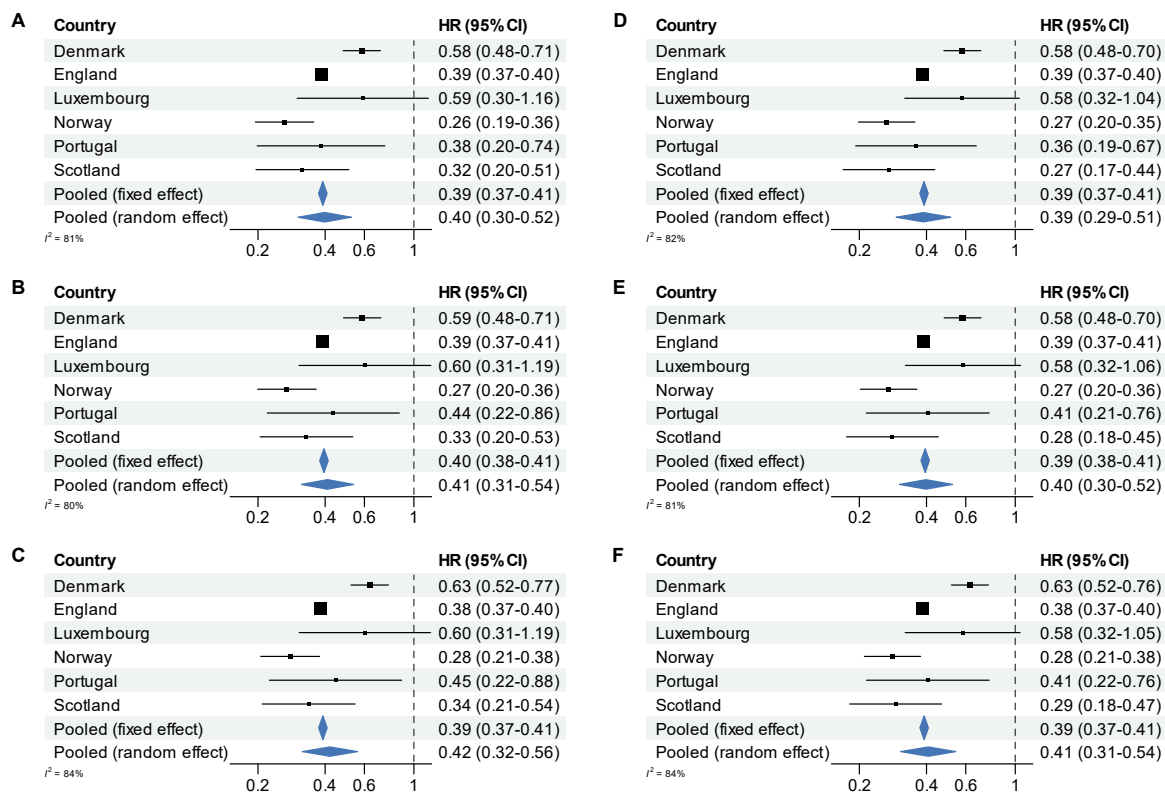 A
Country HR (95% CI)
Denmark 0.58 (0.48-0.71)
England 0.39 (0.37-0.40)
Luxembourg 0.59 (0.30-1.16)
Norway 0.26 (0.19-0.36)
Portugal 0.38 (0.20-0.74)
Scotland 0.32 (0.20-0.51)
Pooled (fixed effect) 0.39 (0.37-0.41)
Pooled (random effect) 0.40 (0.30-0.52)
I² = 81%
0.2 0.4 0.6 1
B
Country HR (95% CI)
Denmark 0.59 (0.48-0.71)
England 0.39 (0.37-0.41)
Luxembourg 0.60 (0.31-1.19)
Norway 0.27 (0.20-0.36)
Portugal 0.44 (0.22-0.86)
Scotland 0.33 (0.20-0.53)
Pooled (fixed effect) 0.40 (0.38-0.41)
Pooled (random effect) 0.41 (0.31-0.54)
I² = 80%
0.2 0.4 0.6 1
C
Country HR (95% CI)
Denmark 0.63 (0.52-0.77)
England 0.38 (0.37-0.40)
Luxembourg 0.60 (0.31-1.19)
Norway 0.28 (0.21-0.38)
Portugal 0.45 (0.22-0.88)
Scotland 0.34 (0.21-0.54)
Pooled (fixed effect) 0.39 (0.37-0.41)
Pooled (random effect) 0.42 (0.32-0.56)
I² = 84%
0.2 0.4 0.6 1
D
Country HR (95% CI)
Denmark 0.58 (0.48-0.70)
England 0.39 (0.37-0.40)
Luxembourg 0.58 (0.32-1.04)
Norway 0.27 (0.20-0.35)
Portugal 0.36 (0.19-0.67)
Scotland 0.27 (0.17-0.44)
Pooled (fixed effect) 0.39 (0.37-0.41)
Pooled (random effect) 0.39 (0.29-0.51)
I² = 82%
0.2 0.4 0.6 1
E
Country HR (95% CI)
Denmark 0.58 (0.48-0.70)
England 0.39 (0.37-0.41)
Luxembourg 0.58 (0.32-1.06)
Norway 0.27 (0.20-0.36)
Portugal 0.41 (0.21-0.76)
Scotland 0.28 (0.18-0.45)
Pooled (fixed effect) 0.39 (0.38-0.41)
Pooled (random effect) 0.40 (0.30-0.52)
I² = 81%
0.2 0.4 0.6 1
F
Country HR (95% CI)
Denmark 0.63 (0.52-0.76)
England 0.38 (0.37-0.40)
Luxembourg 0.58 (0.32-1.05)
Norway 0.28 (0.21-0.38)
Portugal 0.41 (0.22-0.76)
Scotland 0.29 (0.18-0.47)
Pooled (fixed effect) 0.39 (0.37-0.41)
Pooled (random effect) 0.41 (0.31-0.54)
I² = 84%
0.2 0.4 0.6 1